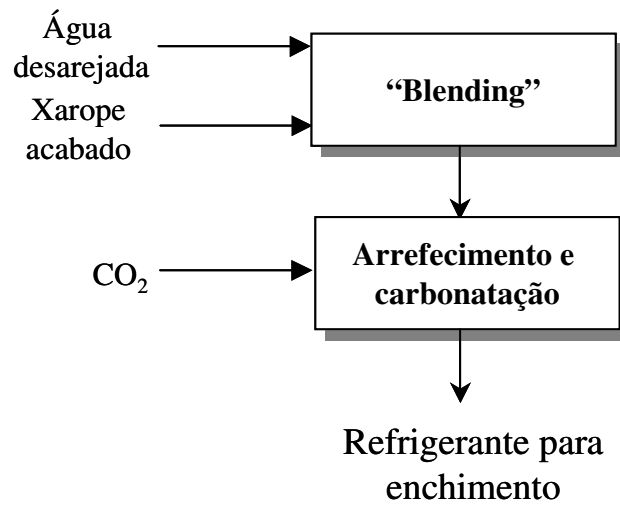 Água
desarejada
Xarope
acabado
“Blending”
CO₂
Arrefecimento e
carbonatação
Refrigerante para
enchimento